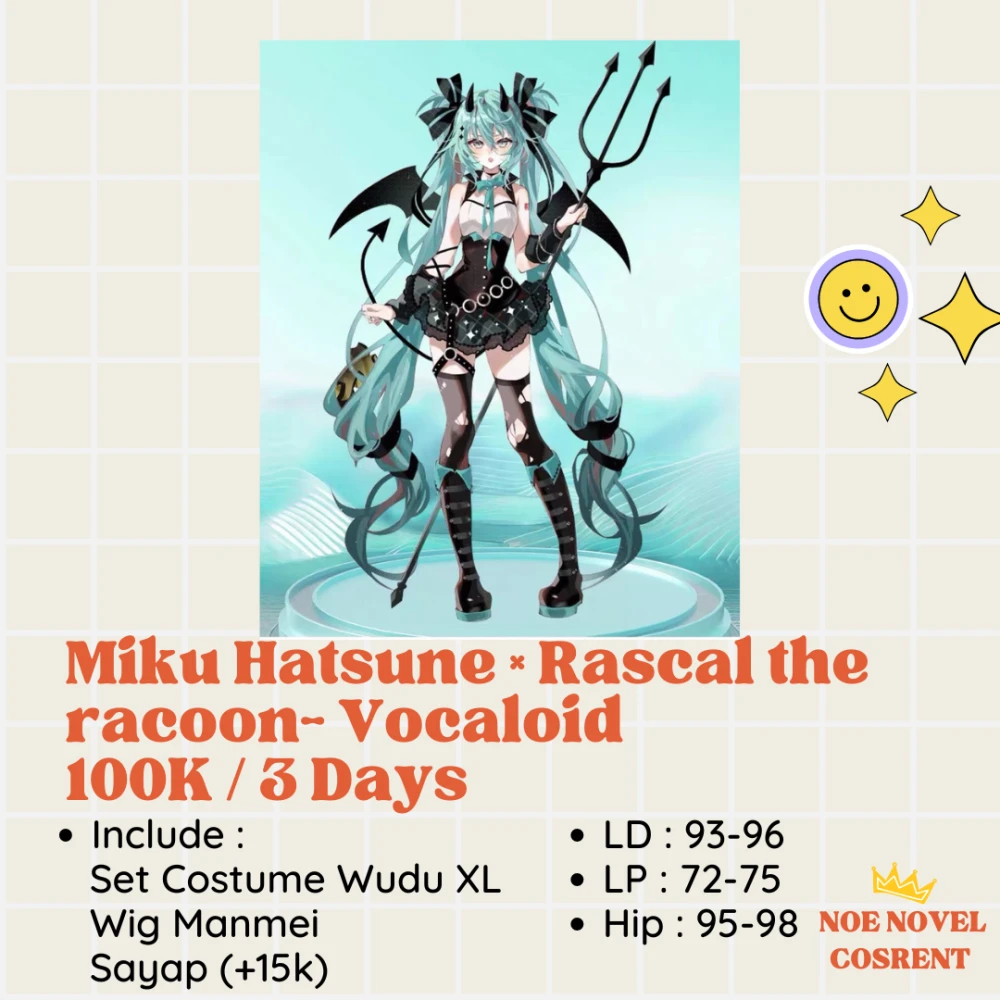 Miku Hatsune × Rascal the
racoon- Vocaloid
100K / 3 Days
• Include :
Set Costume Wudu XL
Wig Manmei
Sayap (+15k)
• LD : 93-96
• LP : 72-75
• Hip : 95-98
NOE NOVEL
COSRENT